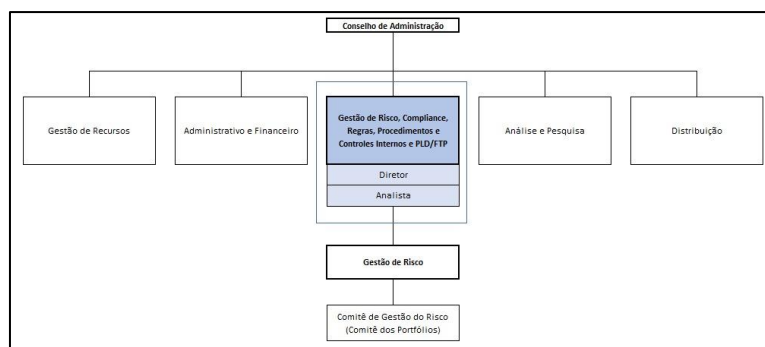 Conselho de Administração
Gestão de Recursos
Administrativo e Financeiro
Gestão de Risco, Compliance,
Regras, Procedimentos e
Controles Internos e PLD/FTP
Diretor
Analista
Análise e Pesquisa
Distribuição
Gestão de Risco
Comitê de Gestão do Risco
(Comitê dos Portfólios)